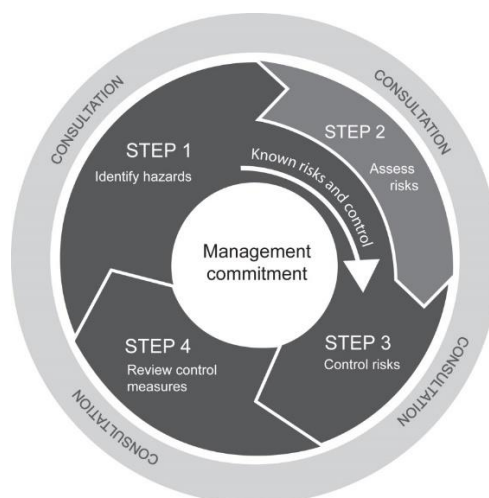 CONSULTATION
CONSULTATION
STEP 1
Identify hazards
STEP 2
Assess
risks
Known risks and control
Management
commitment
STEP 3
Control risks
STEP 4
Review control
measures
CONSULTATION
CONSULTATION